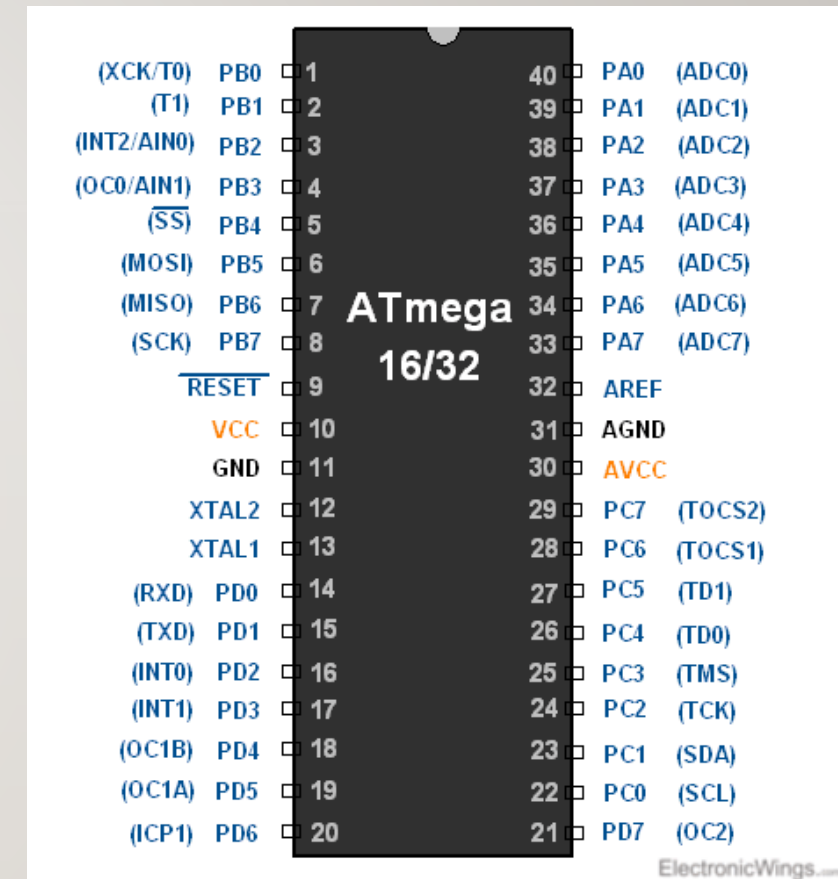 (XCK/T0) PB0 1
(T1) PB1 2
(INT2/AIN0) PB2 3
(OC0/AIN1) PB3 4
(SS) PB4 5
(MOSI) PB5 6
(MISO) PB6 7
(SCK) PB7 8
RESET 9
VCC 10
GND 11
XTAL2 12
XTAL1 13
(RXD) PD0 14
(TXD) PD1 15
(INT0) PD2 16
(INT1) PD3 17
(OC1B) PD4 18
(OC1A) PD5 19
(ICP1) PD6 20
ATmega
16/32
40 PA0 (ADC0)
39 PA1 (ADC1)
38 PA2 (ADC2)
37 PA3 (ADC3)
36 PA4 (ADC4)
35 PA5 (ADC5)
34 PA6 (ADC6)
33 PA7 (ADC7)
32 AREF
31 AGND
30 AVCC
29 PC7 (TOCS2)
28 PC6 (TOCS1)
27 PC5 (TD1)
26 PC4 (TD0)
25 PC3 (TMS)
24 PC2 (TCK)
23 PC1 (SDA)
22 PC0 (SCL)
21 PD7 (OC2)
ElectronicWings.com